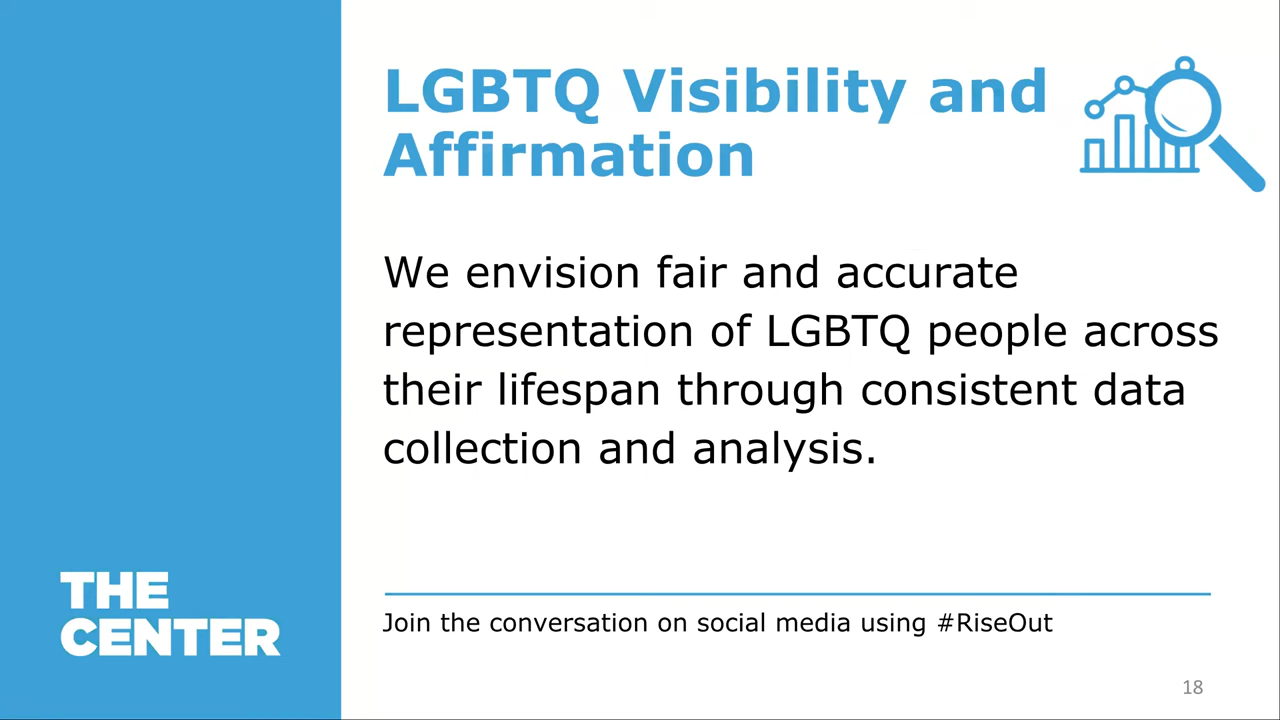 LGBTQ Visibility and
Affirmation
We envision fair and accurate
representation of LGBTQ people across
their lifespan through consistent data
collection and analysis.
THE
CENTER
Join the conversation on social media using #RiseOut
18